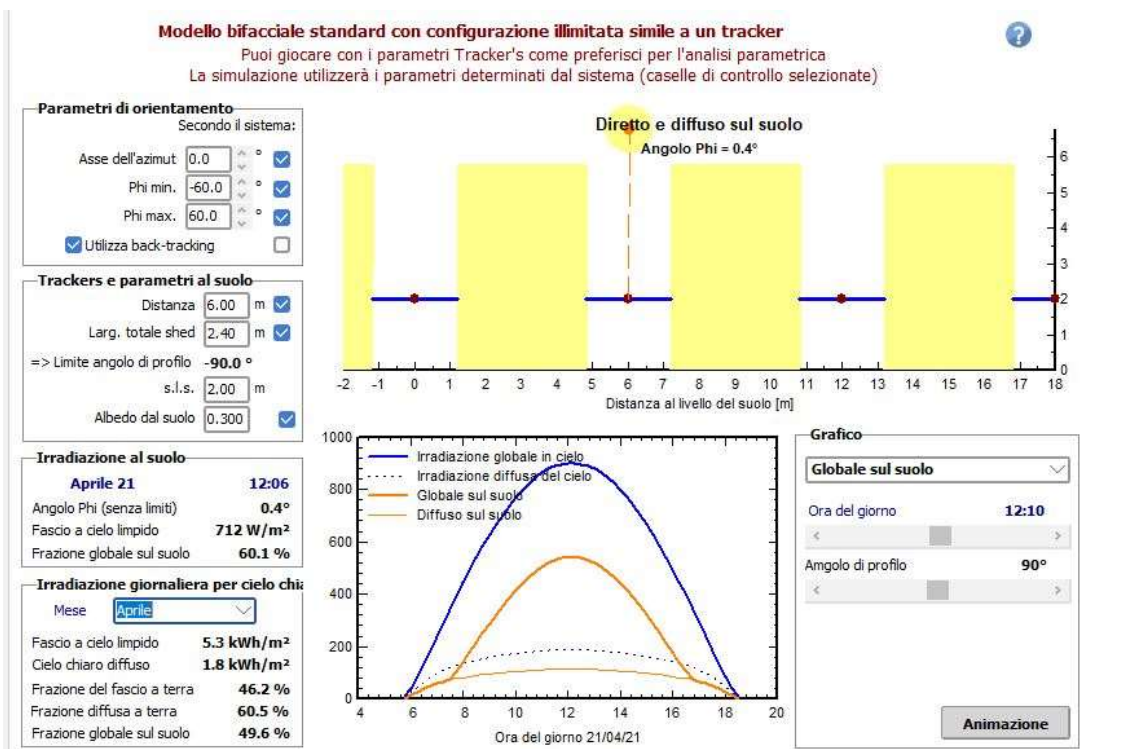 Modello bifacciale standard con configurazione illimitata simile a un tracker
Puoi giocare con i parametri Tracker's come preferisci per l'analisi parametrica
La simulazione utilizzerà i parametri determinati dal sistema (caselle di controllo selezionate)
?
Parametri di orientamento
Secondo il sistema:
Asse dell'azimut 0.0 °
Phi min. -60.0 °
Phi max. 60.0 °
Utilizza back-tracking
Trackers e parametri al suolo
Distanza 6.00 m
Larg. totale shed 2.40 m
=> Limite angolo di profilo -90.0 °
s.l.s. 2.00 m
Albedo dal suolo 0.300
Irradiazione al suolo
Aprile 21 12:06
Angolo Phi (senza limiti) 0.4°
Fascio a cielo limpido 712 W/m²
Frazione globale sul suolo 60.1 %
Irradiazione giornaliera per cielo chia
Mese Aprile
Fascio a cielo limpido 5.3 kWh/m²
Cielo chiaro diffuso 1.8 kWh/m²
Frazione del fascio a terra 46.2 %
Frazione diffusa a terra 60.5 %
Frazione globale sul suolo 49.6 %
Diretto e diffuso sul suolo
Angolo Phi = 0.4°
6
5
4
3
2
1
0
-2 -1 0 1 2 3 4 5 6 7 8 9 10 11 12 13 14 15 16 17 18
Distanza al livello del suolo [m]
1000
800
600
400
200
0
Irradiazione globale in cielo
Irradiazione diffusa del cielo
Globale sul suolo
Diffuso sul suolo
4 6 8 10 12 14 16 18 20
Ora del giorno 21/04/21
Grafico
Globale sul suolo
Ora del giorno 12:10
Amgolo di profilo 90°
Animazione